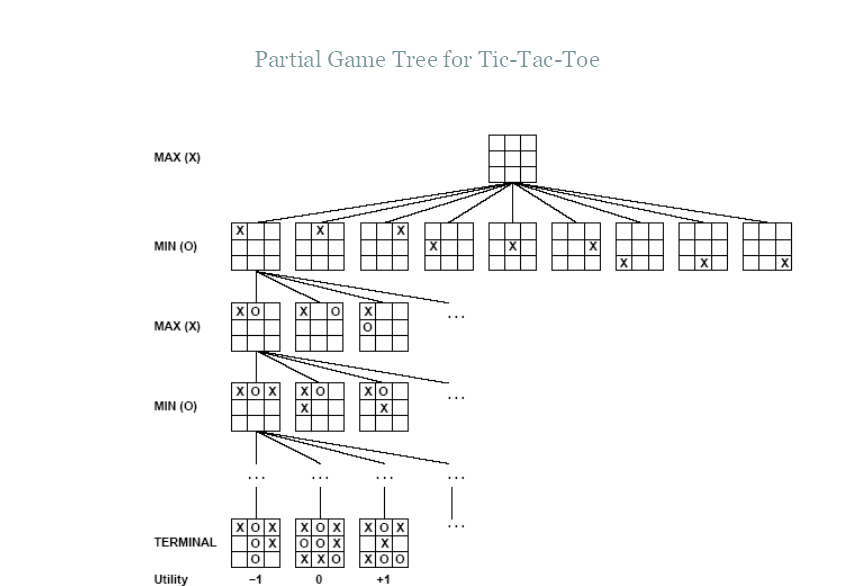 Partial Game Tree for Tic-Tac-Toe
MAX (X)
MIN (O)
X X X X X X X X X
MAX (X)
X O X O X
...
O
MIN (O)
X O X X O X O
...
X X
... ... ... ...
X O X X O X X O X
...
TERMINAL
O X O O X X
O X X O X O O
Utility −1 0 +1